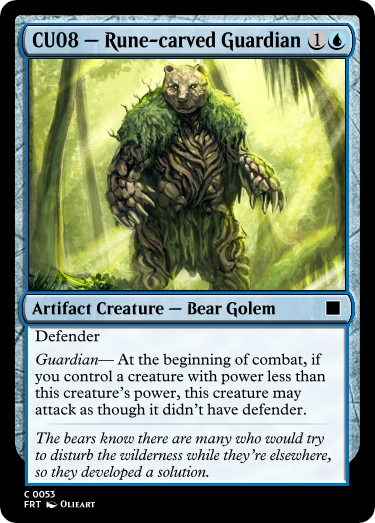 CU08 — Rune-carved Guardian 1
Artifact Creature — Bear Golem
Defender
Guardian— At the beginning of combat, if
you control a creature with power less than
this creature's power, this creature may
attack as though it didn't have defender.
The bears know there are many who would try
to disturb the wilderness while they're elsewhere,
so they developed a solution.
C 0053
FRT OLIEART